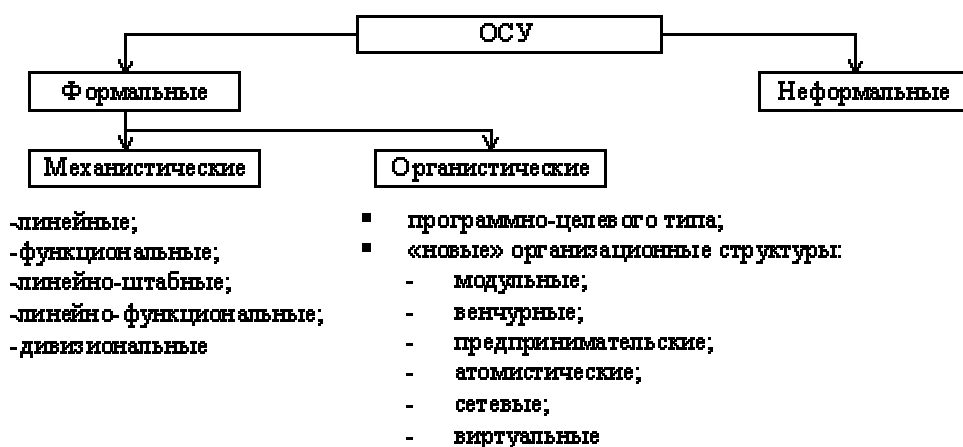 ОСУ
Формальные
Неформальные
Механистические
Органистические
-линейные;
-функциональные;
-линейно-штабные;
-линейно-функциональные;
-дивизиональные
▪ программно-целевого типа;
▪ «новые» организационные структуры:
- модульные;
- венчурные;
- предпринимательские;
- атомистические;
- сетевые;
- виртуальные